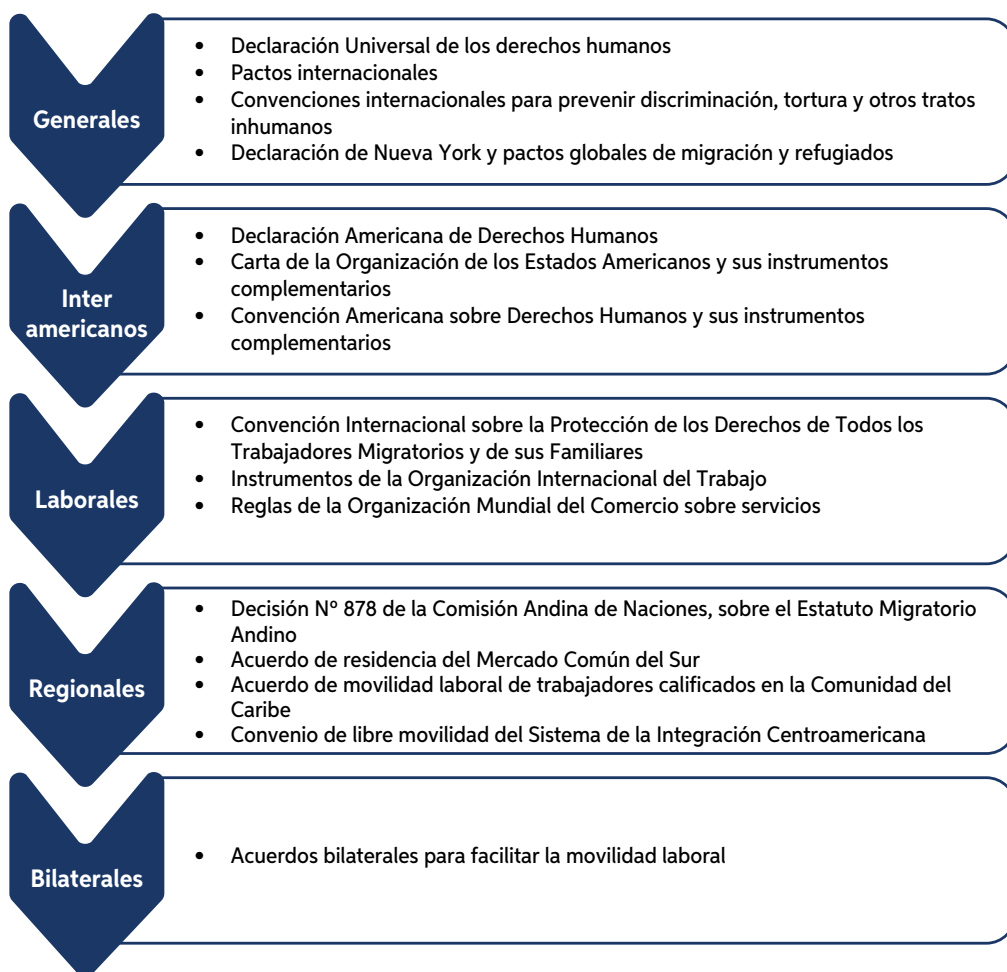 Generales
• Declaración Universal de los derechos humanos
• Pactos internacionales
• Convenciones internacionales para prevenir discriminación, tortura y otros tratos
inhumanos
• Declaración de Nueva York y pactos globales de migración y refugiados
Inter
americanos
• Declaración Americana de Derechos Humanos
• Carta de la Organización de los Estados Americanos y sus instrumentos
complementarios
• Convención Americana sobre Derechos Humanos y sus instrumentos
complementarios
Laborales
• Convención Internacional sobre la Protección de los Derechos de Todos los
Trabajadores Migratorios y de sus Familiares
• Instrumentos de la Organización Internacional del Trabajo
• Reglas de la Organización Mundial del Comercio sobre servicios
Regionales
• Decisión Nº 878 de la Comisión Andina de Naciones, sobre el Estatuto Migratorio
Andino
• Acuerdo de residencia del Mercado Común del Sur
• Acuerdo de movilidad laboral de trabajadores calificados en la Comunidad del
Caribe
• Convenio de libre movilidad del Sistema de la Integración Centroamericana
Bilaterales
• Acuerdos bilaterales para facilitar la movilidad laboral